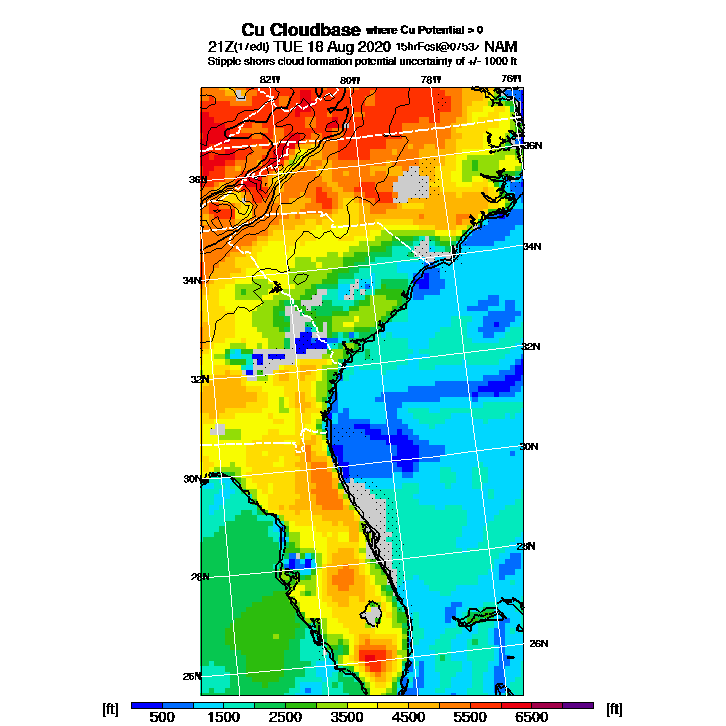 Cu Cloudbase where Cu Potential > 0
21Z(17edt) TUE 18 Aug 2020 15hrFcst@0753z NAM
Stipple shows cloud formation potential uncertainty of +/- 1000 ft
82W 80W 78W 76W
36N
36N
34N
34N
32N
32N
30N
30N
28N
28N
26N
26N
[ft] 500 1500 2500 3500 4500 5500 6500 [ft]